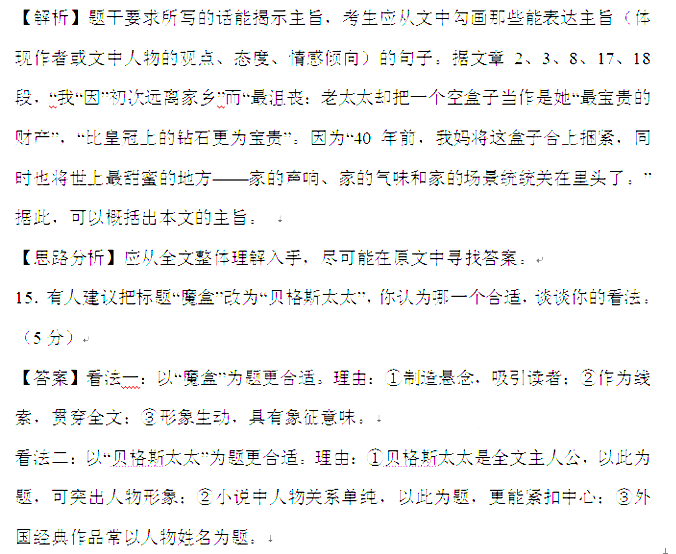 【解析】题干要求所写的话能揭示主旨，考生应从文中勾画那些能表达主旨（体
现作者或文中人物的观点、态度、情感倾向）的句子。据文章 2、3、8、17、18
段，“我“因”初次远离家乡”而“最沮丧；老太太却把一个空盒子当作是她“最宝贵的
财产”，“比皇冠上的钻石更为宝贵”。因为“40 年前，我妈将这盒子合上捆紧，同
时也将世上最甜蜜的地方——家的声响、家的气味和家的场景统统关在里头了。”
据此，可以概括出本文的主旨。
【思路分析】应从全文整体理解入手，尽可能在原文中寻找答案。
15. 有人建议把标题“魔盒”改为“贝格斯太太”，你认为哪一个合适，谈谈你的看法。
（5 分）
【答案】看法一：以“魔盒”为题更合适。理由：①制造悬念，吸引读者；②作为线
索，贯穿全文；③形象生动，具有象征意味。
看法二：以“贝格斯太太”为题更合适。理由：①贝格斯太太是全文主人公，以此为
题，可突出人物形象；②小说中人物关系单纯，以此为题，更能紧扣中心；③外
国经典作品常以人物姓名为题。